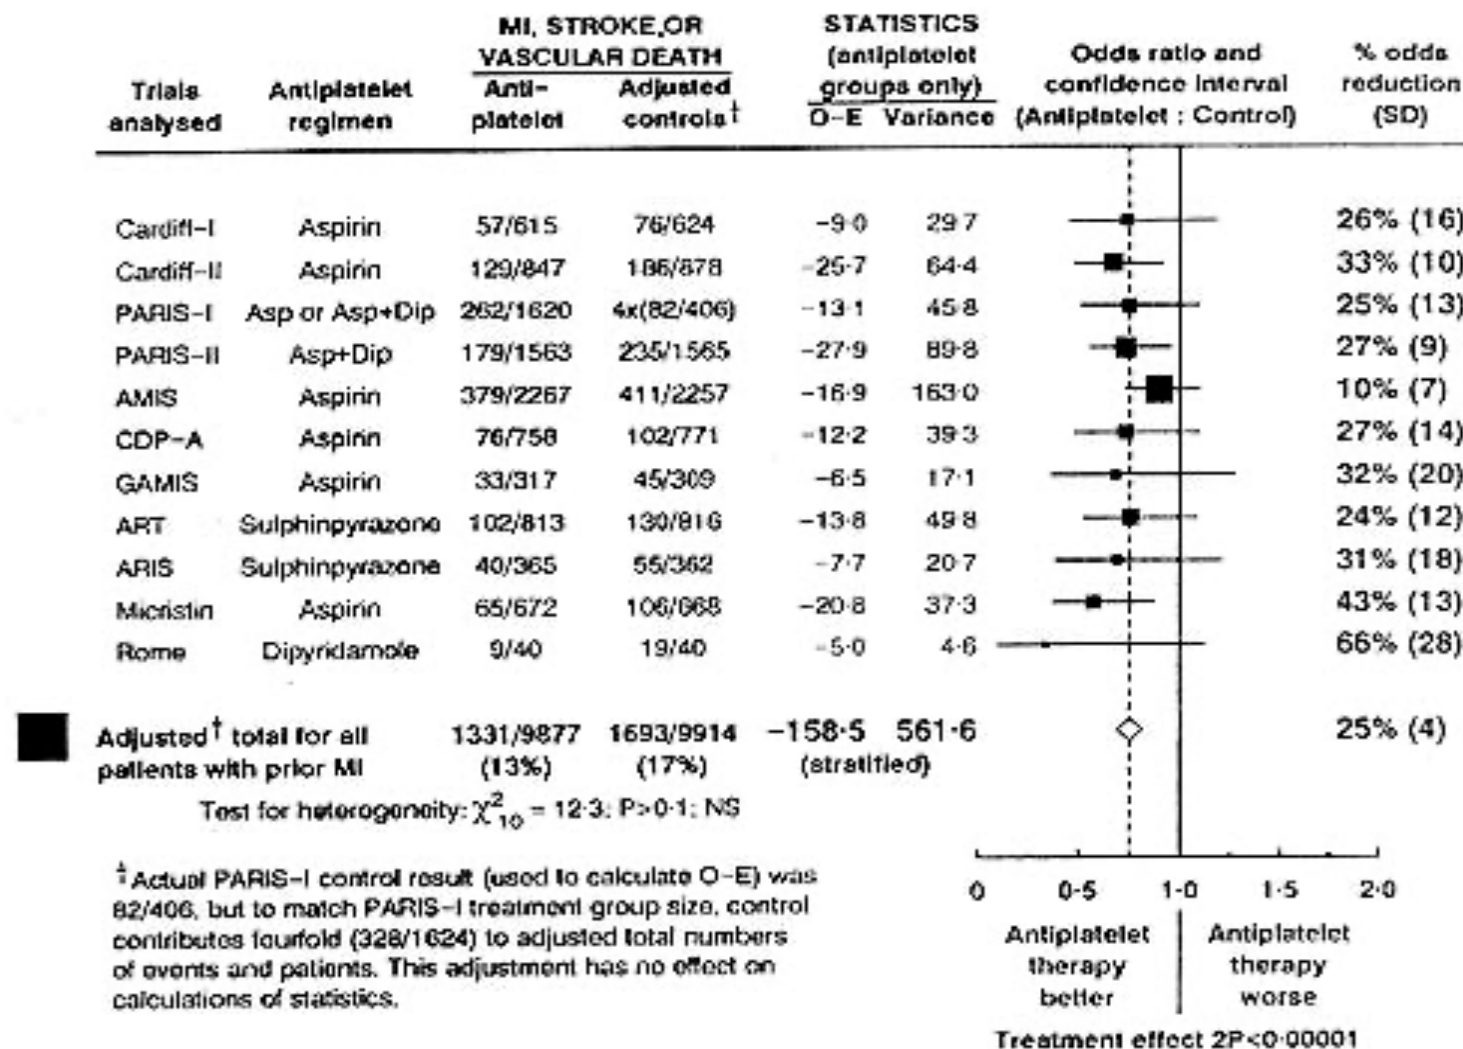 MI, STROKE, OR VASCULAR DEATH
STATISTICS (antiplatelet groups only)
Trials analysed Antiplatelet regimen Anti-platelet Adjusted controls† O-E Variance Odds ratio and confidence interval (Antiplatelet : Control) % odds reduction (SD)
Cardiff-I Aspirin 57/615 76/624 -9·0 29·7 26% (16)
Cardiff-II Aspirin 129/847 186/878 -25·7 64·4 33% (10)
PARIS-I Asp or Asp+Dip 262/1620 4x(82/406) -13·1 45·8 25% (13)
PARIS-II Asp+Dip 179/1563 235/1565 -27·9 89·8 27% (9)
AMIS Aspirin 379/2267 411/2257 -16·9 163·0 10% (7)
CDP-A Aspirin 76/758 102/771 -12·2 39·3 27% (14)
GAMIS Aspirin 33/317 45/309 -6·5 17·1 32% (20)
ART Sulphinpyrazone 102/813 130/816 -13·8 49·8 24% (12)
ARIS Sulphinpyrazone 40/365 55/362 -7·7 20·7 31% (18)
Micristin Aspirin 65/672 106/668 -20·8 37·3 43% (13)
Rome Dipyridamole 9/40 19/40 -5·0 4·6 66% (28)
Adjusted† total for all 1331/9877 1693/9914 -158·5 561·6 25% (4)
patients with prior MI (13%) (17%) (stratified)
Test for heterogeneity: χ²₁₀ = 12·3; P>0·1; NS
‡Actual PARIS-I control result (used to calculate O-E) was
82/406, but to match PARIS-I treatment group size, control
contributes fourfold (328/1624) to adjusted total numbers
of events and patients. This adjustment has no effect on
calculations of statistics.
0 0·5 1·0 1·5 2·0
Antiplatelet therapy better
Antiplatelet therapy worse
Treatment effect 2P<0·00001